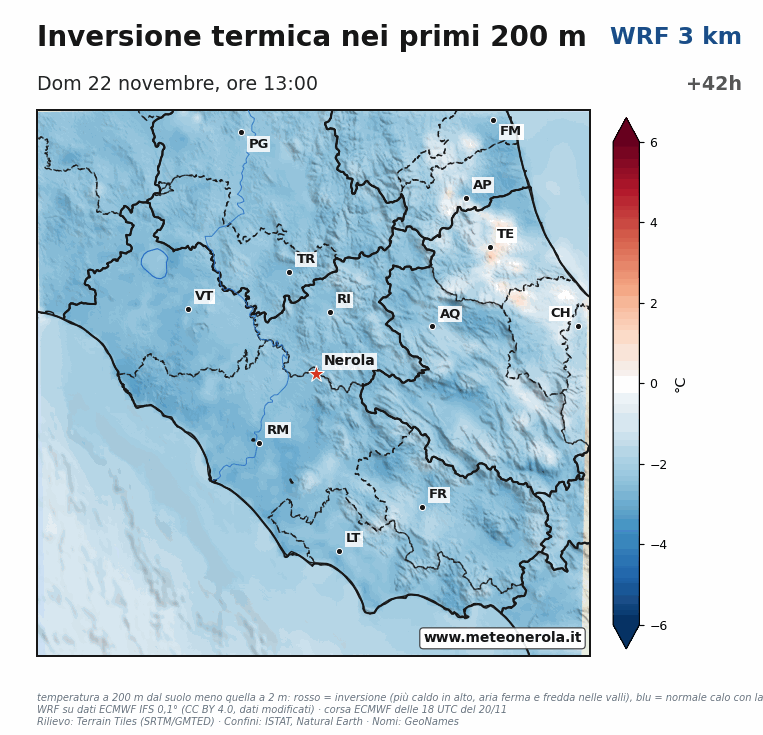 Inversione termica nei primi 200 m WRF 3 km
Dom 22 novembre, ore 13:00 +42h
FM
PG
AP
TE
TR
VT
RI
AQ
CH
Nerola
RM
FR
LT
6
4
2
0
−2
−4
−6
°C
www.meteonerola.it
temperatura a 200 m dal suolo meno quella a 2 m: rosso = inversione (più caldo in alto, aria ferma e fredda nelle valli), blu = normale calo con la
WRF su dati ECMWF IFS 0,1° (CC BY 4.0, dati modificati) · corsa ECMWF delle 18 UTC del 20/11
Rilievo: Terrain Tiles (SRTM/GMTED) · Confini: ISTAT, Natural Earth · Nomi: GeoNames